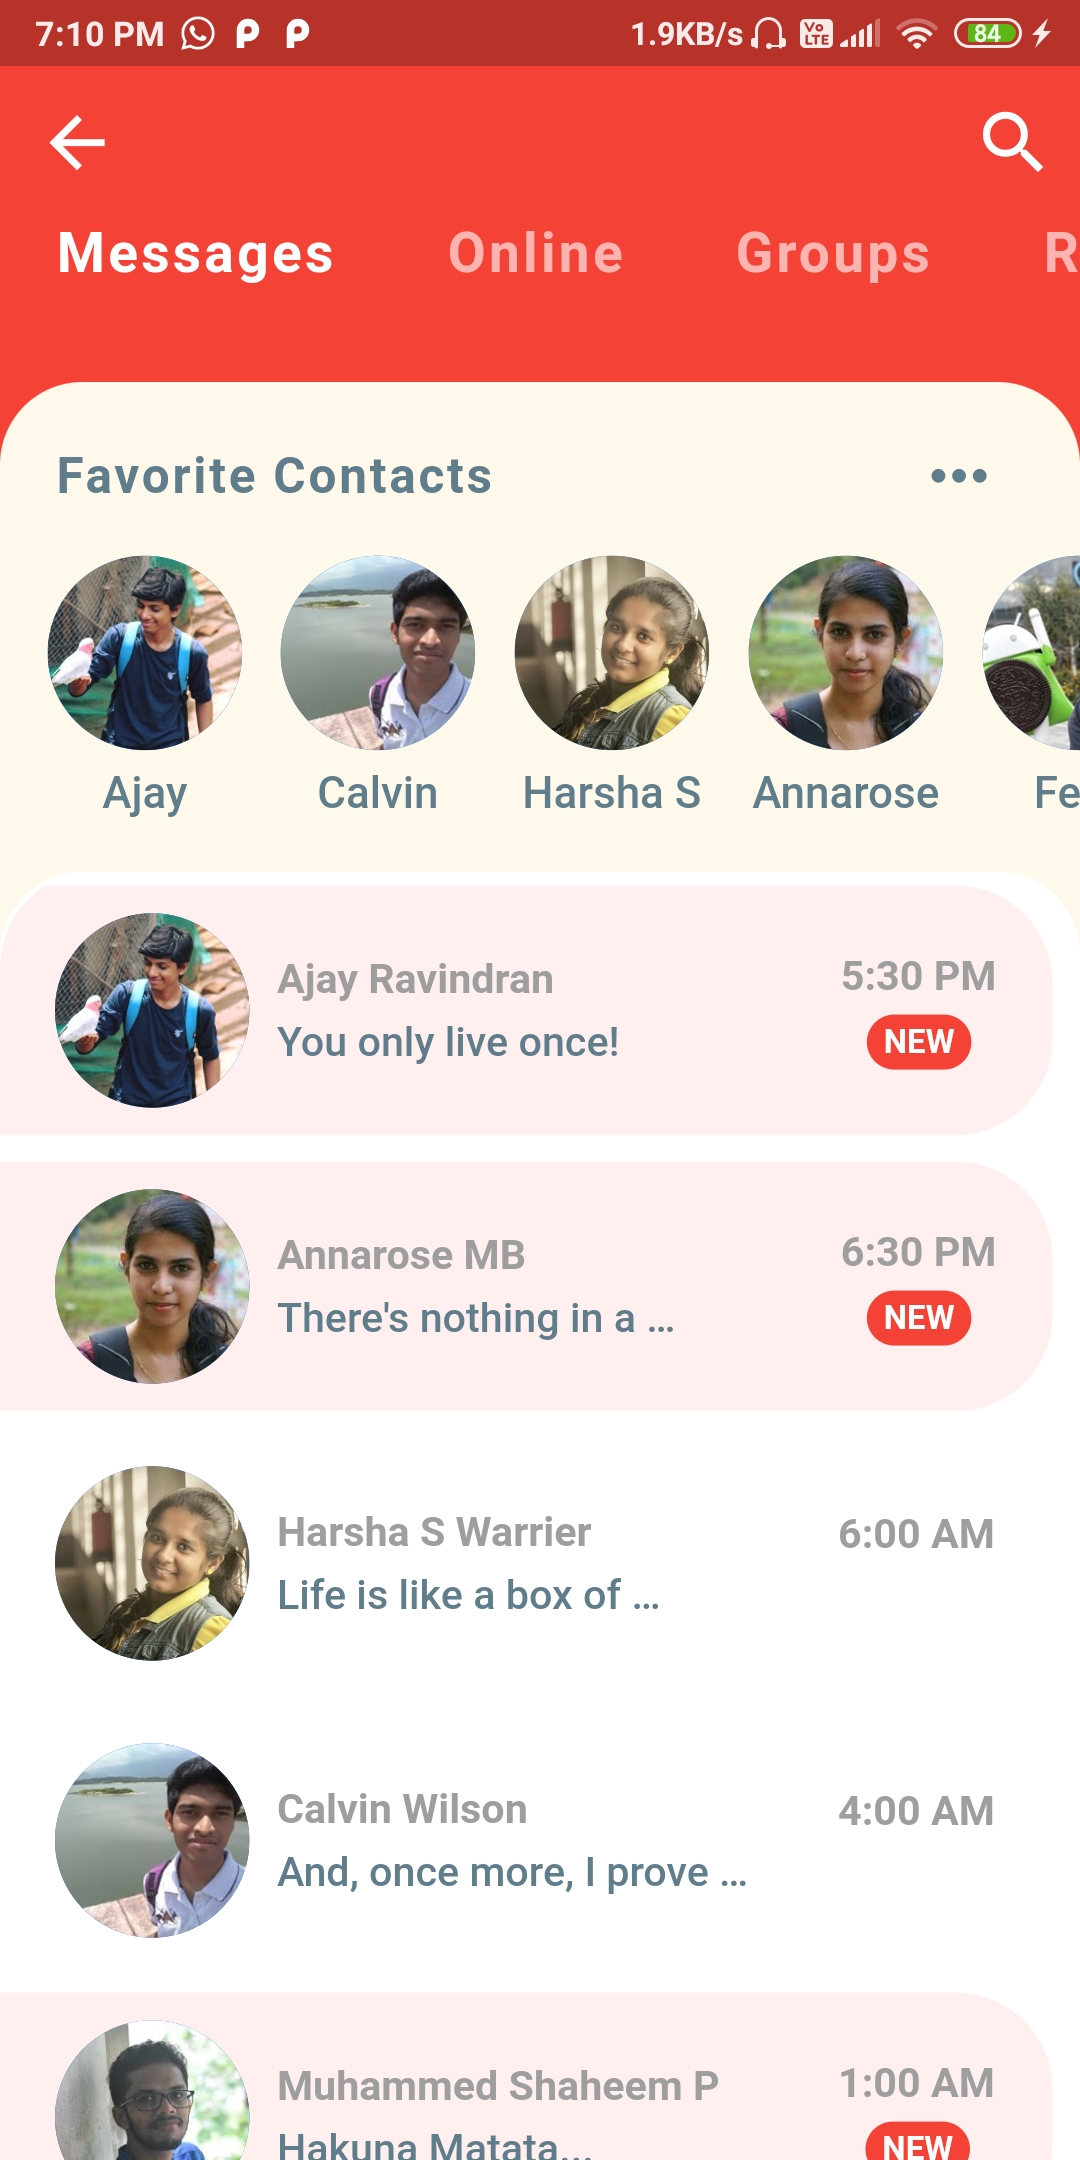 7:10 PM 1.9KB/s Vo LTE 84
Messages Online Groups R
Favorite Contacts
Ajay Calvin Harsha S Annarose Fe
Ajay Ravindran 5:30 PM
You only live once! NEW
Annarose MB 6:30 PM
There's nothing in a ... NEW
Harsha S Warrier 6:00 AM
Life is like a box of ...
Calvin Wilson 4:00 AM
And, once more, I prove ...
Muhammed Shaheem P 1:00 AM
Hakuna Matata... NEW